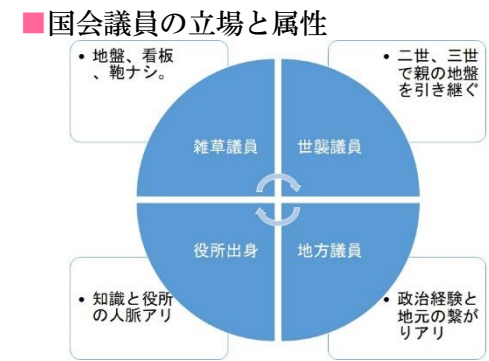 ■国会議員の立場と属性
• 地盤、看板
、鞄ナシ。
• 二世、三世
で親の地盤
を引き継ぐ
雑草議員
世襲議員
役所出身
地方議員
• 知識と役所
の人脈アリ
• 政治経験と
地元の繋が
りアリ